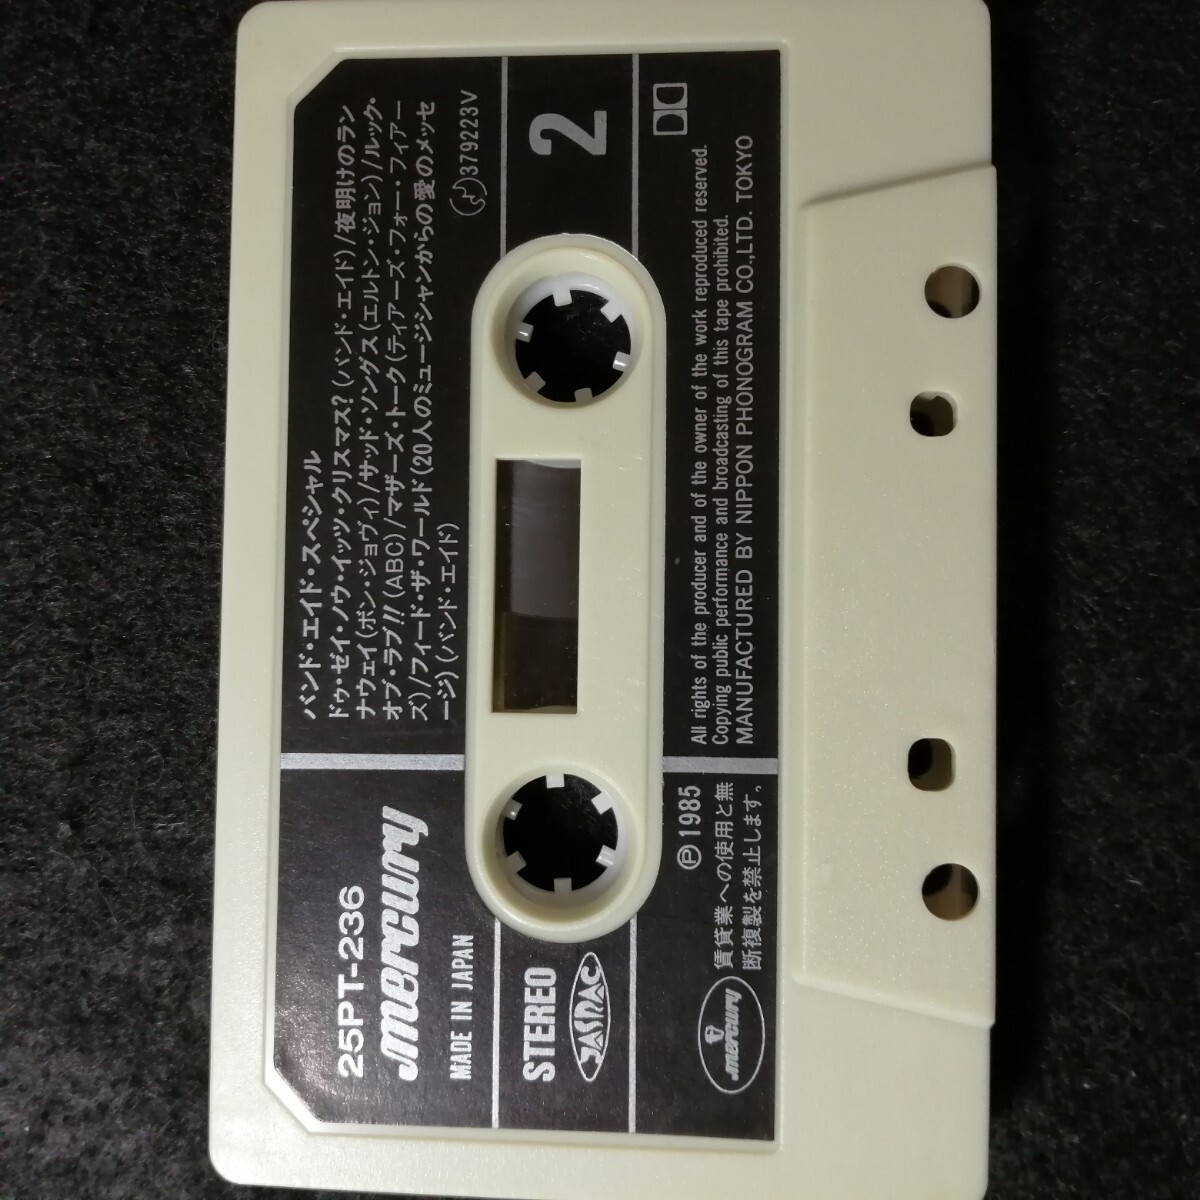 バンド・エイド・スペシャル
ドゥ・ゼイ・ノウ・イッツ・クリスマス?(バンド・エイド)/夜明けのラン
ナウェイ(ボン・ジョヴィ)/サッド・ソングス(エルトン・ジョン)/ルック・
オブ・ラブ!!(ABC)/マザーズ・トーク(ティアーズ・フォー・フィアー
ズ)/フィード・ザ・ワールド(20人のミュージシャンからの愛のメッセ
ージ)(バンド・エイド)
379223V
25PT-236
mercury
MADE IN JAPAN
STEREO
JASRAC
2
mercury
Ⓟ1985
賃貸業への使用と無
断複製を禁止します。
All rights of the producer and of the owner of the work reproduced reserved.
Copying public performance and broadcasting of this tape prohibited.
MANUFACTURED BY NIPPON PHONOGRAM CO.,LTD. TOKYO